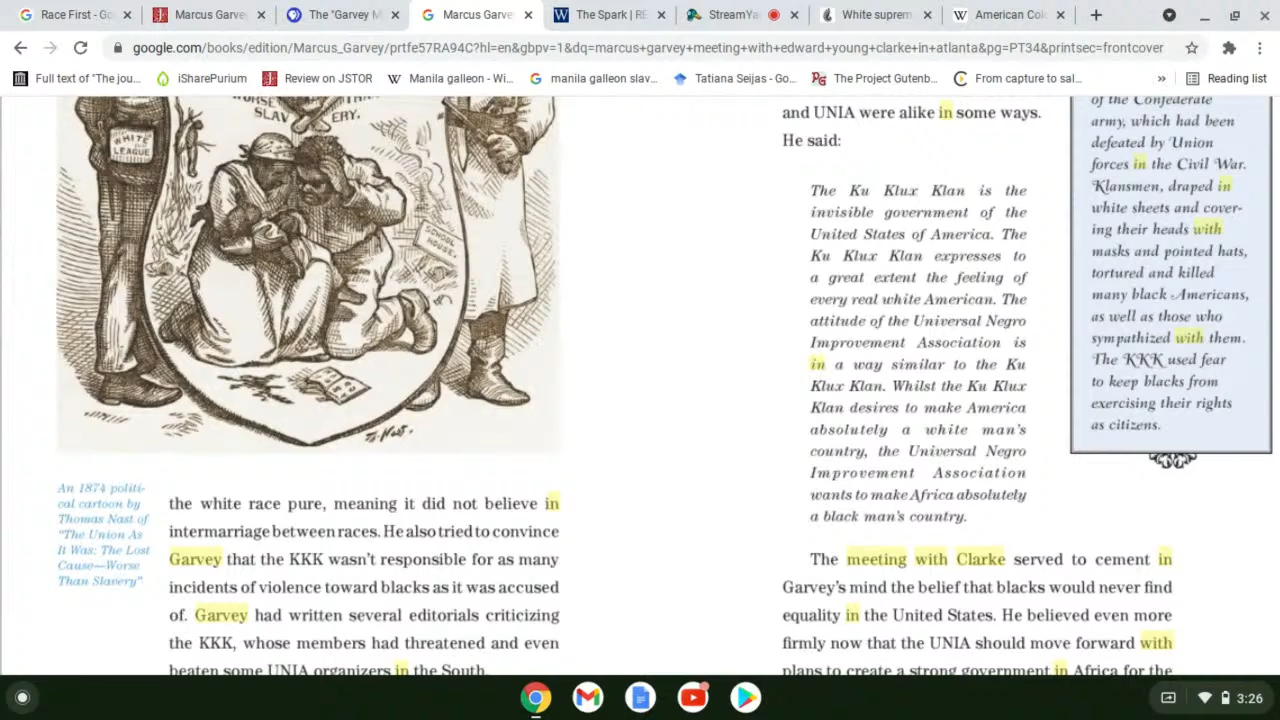 Race First - Go
Marcus Garve
The "Garvey M
Marcus Garve
The Spark | RE
StreamYa
White suprem
American Col
google.com/books/edition/Marcus_Garvey/prtfe57RA94C?hl=en&gbpv=1&dq=marcus+garvey+meeting+with+edward+young+clarke+in+atlanta&pg=PT34&printsec=frontcover
Full text of "The jou...
iSharePurium
Review on JSTOR
Manila galleon - Wi...
manila galleon slav...
Tatiana Seijas - Go...
The Project Gutenb...
From capture to sal...
»
Reading list
WORSE THAN
SLAVERY.
WHITE
LEAGUE
SCHOOL
HOUSE.
Th. Nast.
An 1874 politi-
cal cartoon by
Thomas Nast of
"The Union As
It Was: The Lost
Cause—Worse
Than Slavery"
the white race pure, meaning it did not believe in
intermarriage between races. He also tried to convince
Garvey that the KKK wasn't responsible for as many
incidents of violence toward blacks as it was accused
of. Garvey had written several editorials criticizing
the KKK, whose members had threatened and even
beaten some UNIA organizers in the South.
and UNIA were alike in some ways.
He said:
The Ku Klux Klan is the
invisible government of the
United States of America. The
Ku Klux Klan expresses to
a great extent the feeling of
every real white American. The
attitude of the Universal Negro
Improvement Association is
in a way similar to the Ku
Klux Klan. Whilst the Ku Klux
Klan desires to make America
absolutely a white man's
country, the Universal Negro
Improvement Association
wants to make Africa absolutely
a black man's country.
The meeting with Clarke served to cement in
Garvey's mind the belief that blacks would never find
equality in the United States. He believed even more
firmly now that the UNIA should move forward with
plans to create a strong government in Africa for the
of the Confederate
army, which had been
defeated by Union
forces in the Civil War.
Klansmen, draped in
white sheets and cover-
ing their heads with
masks and pointed hats,
tortured and killed
many black Americans,
as well as those who
sympathized with them.
The KKK used fear
to keep blacks from
exercising their rights
as citizens.
3:26